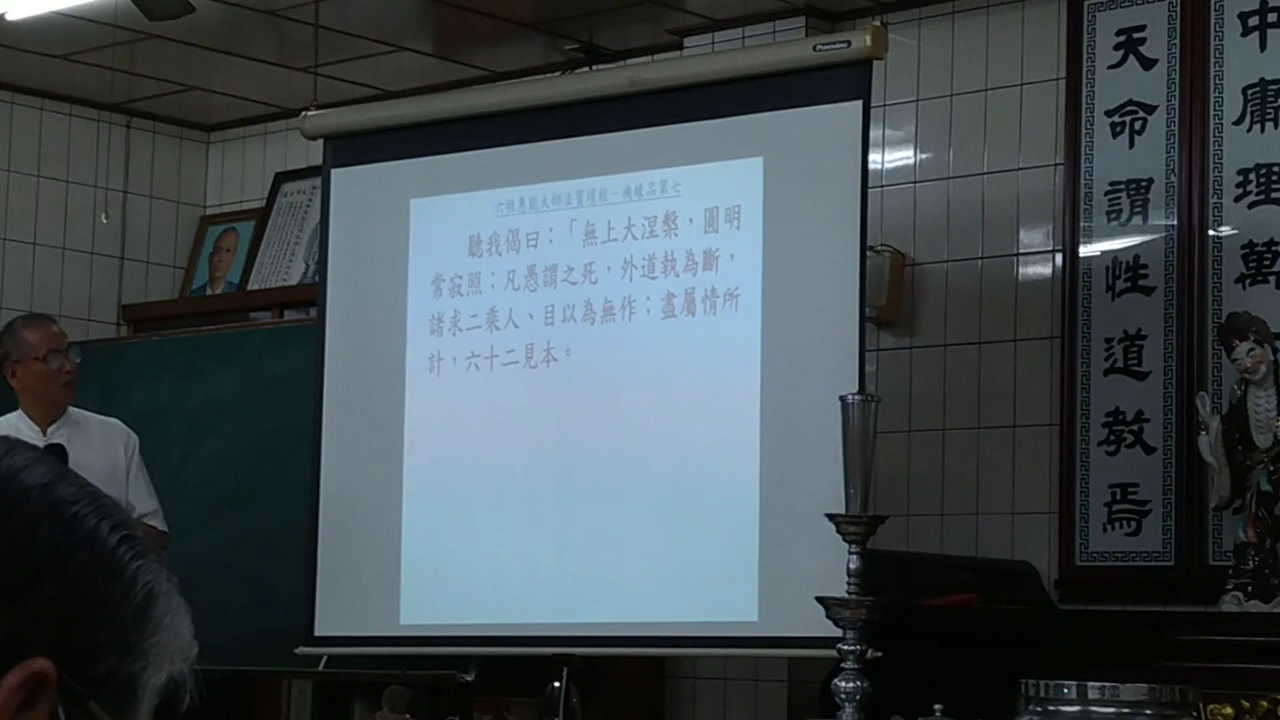 六祖惠能大師法寶壇經－機緣品第七
聽我偈曰：「無上大涅槃，圓明
常寂照；凡愚謂之死，外道執為斷，
諸求二乘人、目以為無作；盡屬情所
計，六十二見本。
天命謂性道教焉
中庸理萬